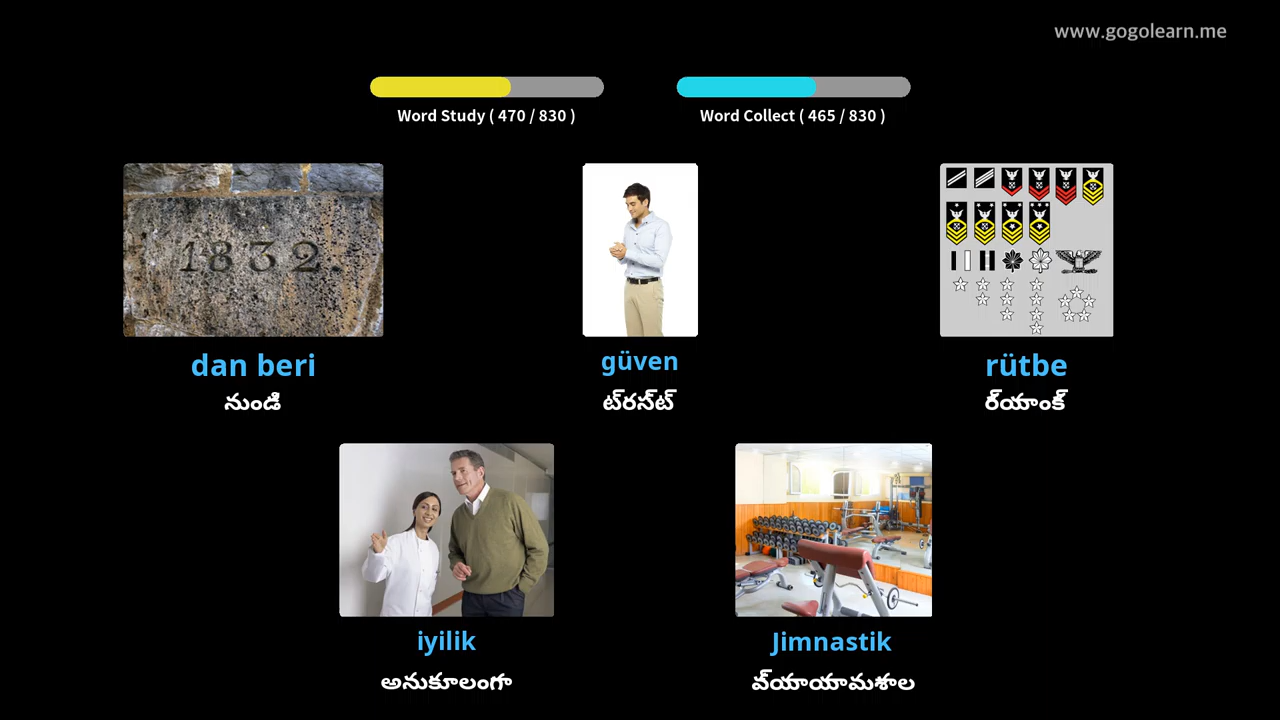 www.gogolearn.me
Word Study ( 470 / 830 )
Word Collect ( 465 / 830 )
1832.
dan beri
నుండి
güven
ట్రస్ట్
rütbe
ర్యాంక్
iyilik
అనుకూలంగా
Jimnastik
వ్యాయామశాల